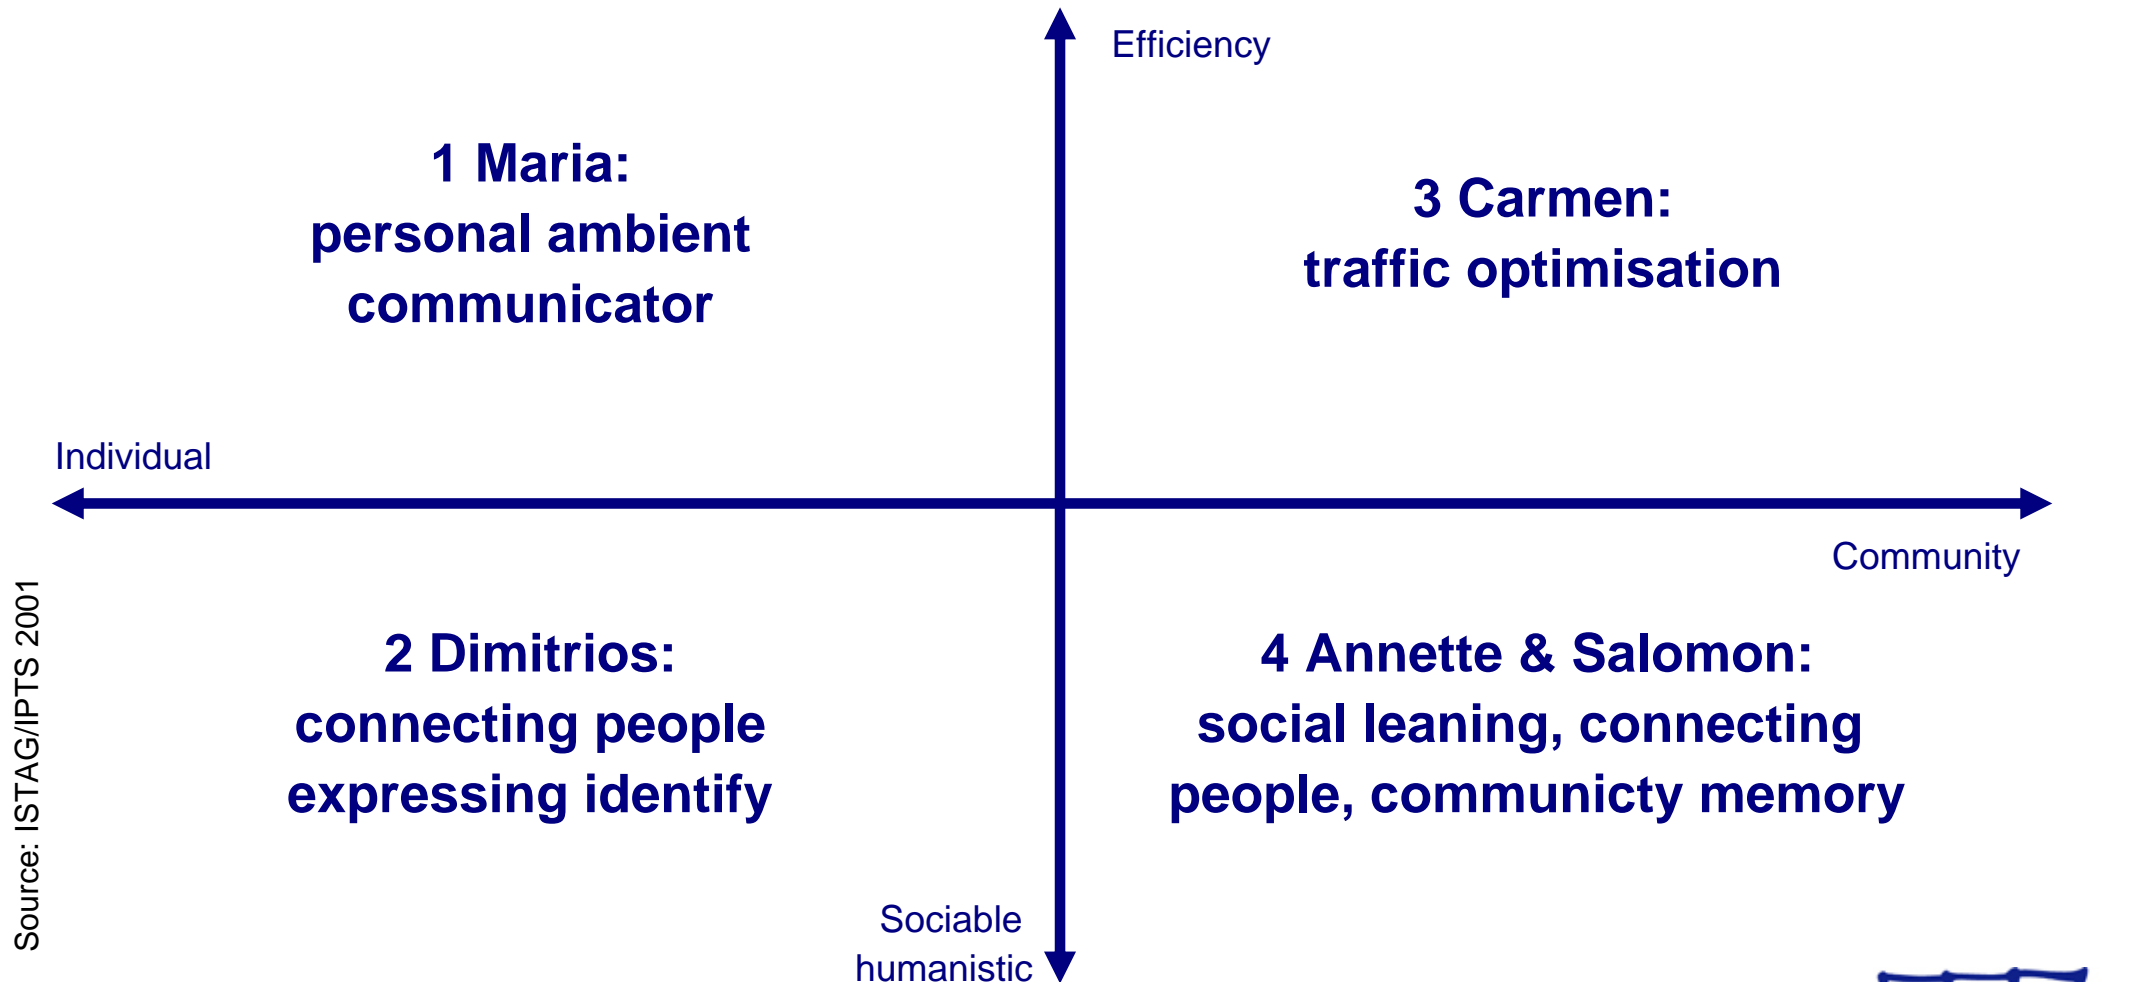 Efficiency
1 Maria:
personal ambient
communicator
3 Carmen:
traffic optimisation
Individual
Community
2 Dimitrios:
connecting people
expressing identify
4 Annette & Salomon:
social leaning, connecting
people, communicty memory
Sociable
humanistic
Source: ISTAG/IPTS 2001